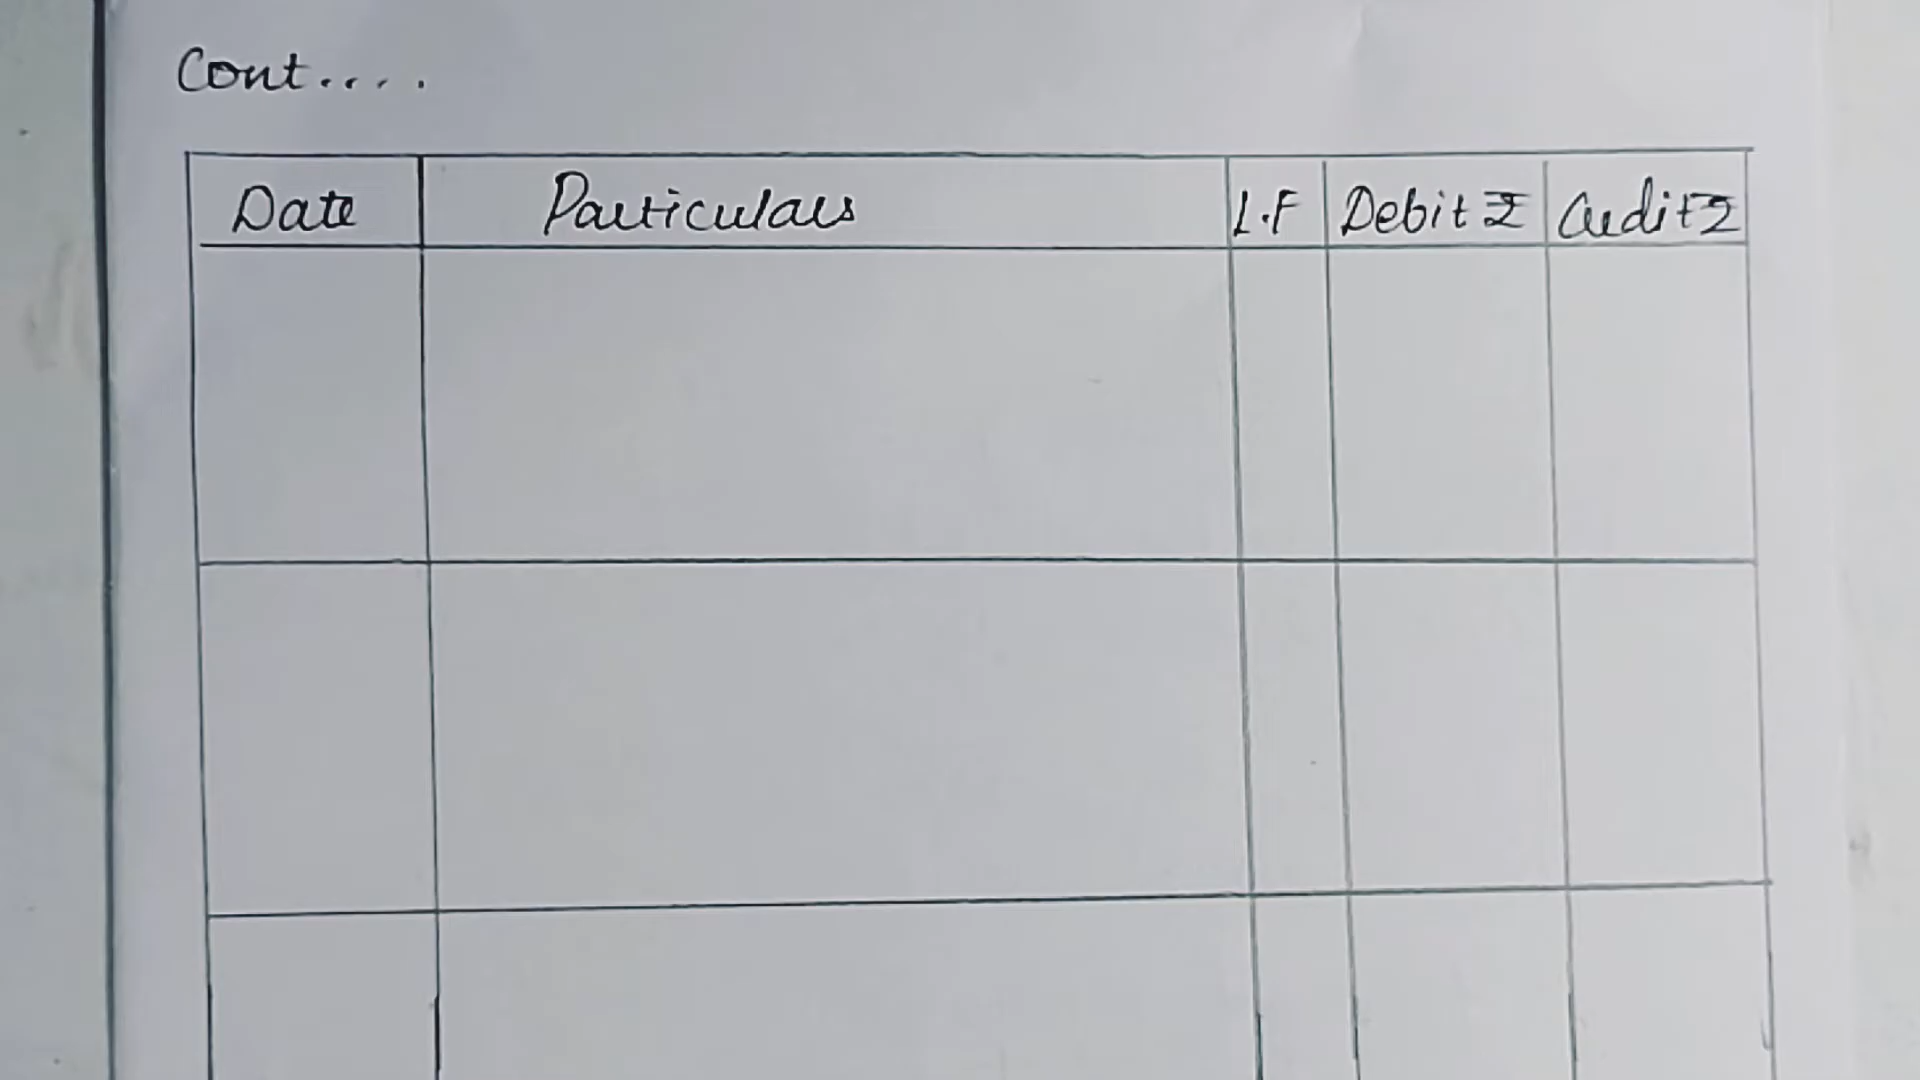 Cont....
Date Particulars L.F Debit ₹ Credit ₹